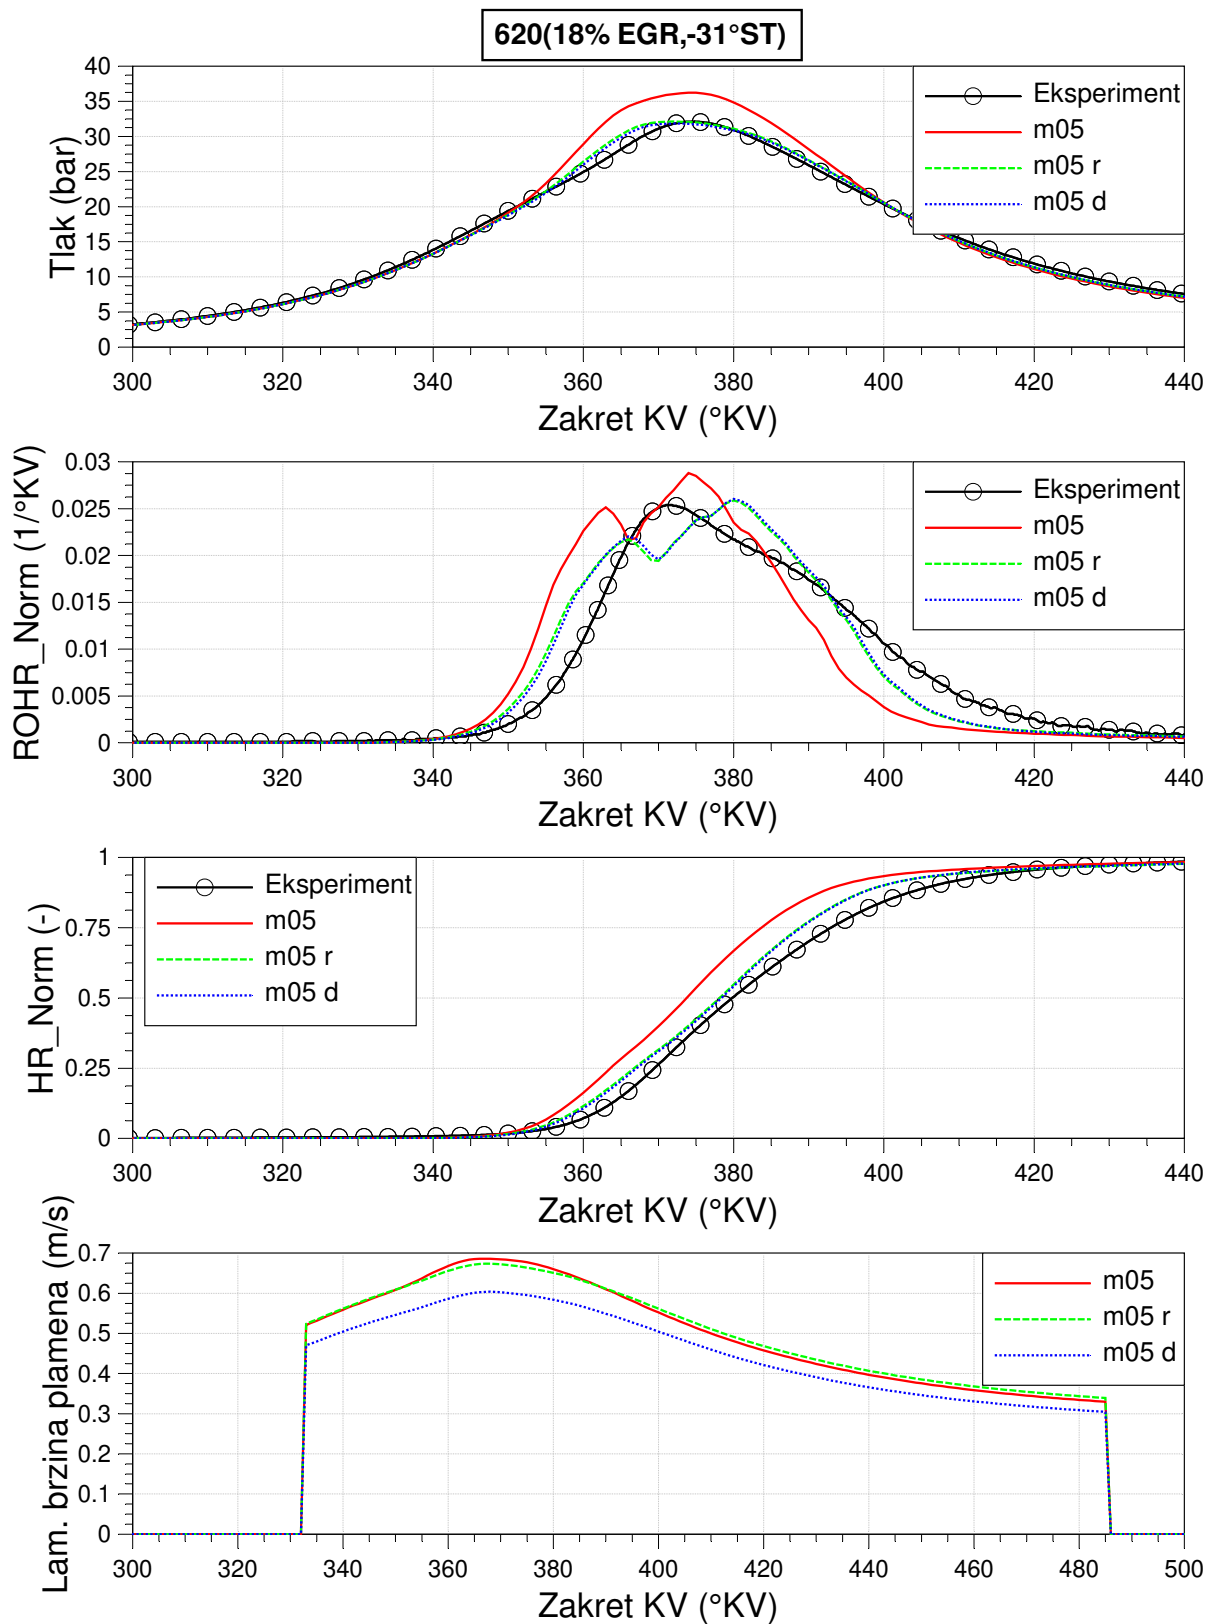 620(18% EGR,-31°ST)
Tlak (bar)
40
35
30
25
20
15
10
5
0
300 320 340 360 380 400 420 440
Zakret KV (°KV)
Eksperiment
m05
m05 r
m05 d
ROHR_Norm (1/°KV)
0.03
0.025
0.02
0.015
0.01
0.005
0
300 320 340 360 380 400 420 440
Zakret KV (°KV)
Eksperiment
m05
m05 r
m05 d
HR_Norm (-)
1
0.75
0.5
0.25
0
300 320 340 360 380 400 420 440
Zakret KV (°KV)
Eksperiment
m05
m05 r
m05 d
Lam. brzina plamena (m/s)
0.7
0.6
0.5
0.4
0.3
0.2
0.1
0
300 320 340 360 380 400 420 440 460 480 500
Zakret KV (°KV)
m05
m05 r
m05 d